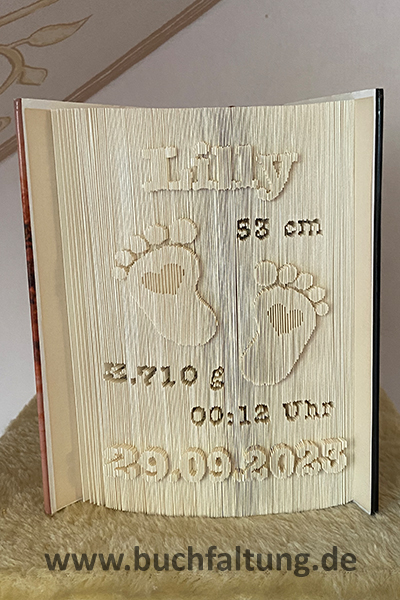 Lilly
53 cm
3.710 g
00:12 Uhr
29.09.2023
www.buchfaltung.de